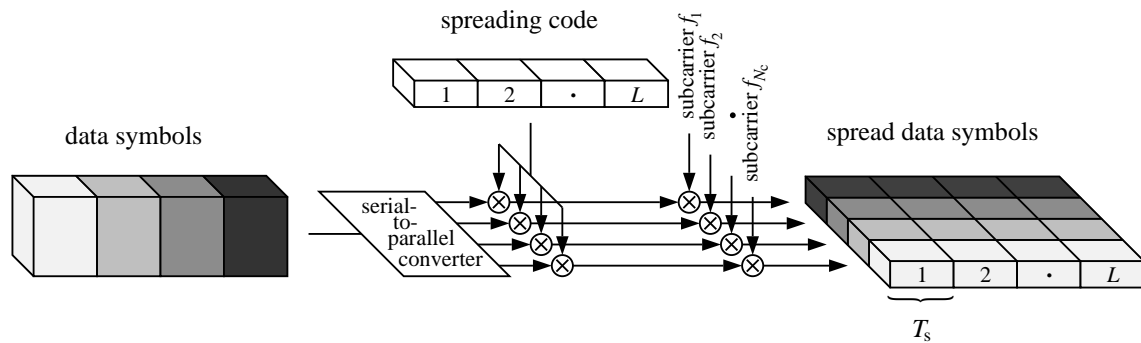 spreading code
1 2 · L
data symbols
serial-
to-
parallel
converter
subcarrier f1
subcarrier f2
•
subcarrier fNc
spread data symbols
1 2 · L
Ts